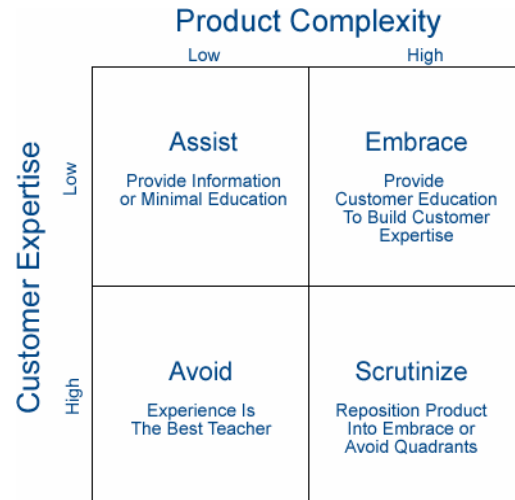 Product Complexity
Low
High
Customer Expertise
Low
Assist
Provide Information
or Minimal Education
Embrace
Provide
Customer Education
To Build Customer
Expertise
High
Avoid
Experience Is
The Best Teacher
Scrutinize
Reposition Product
Into Embrace or
Avoid Quadrants